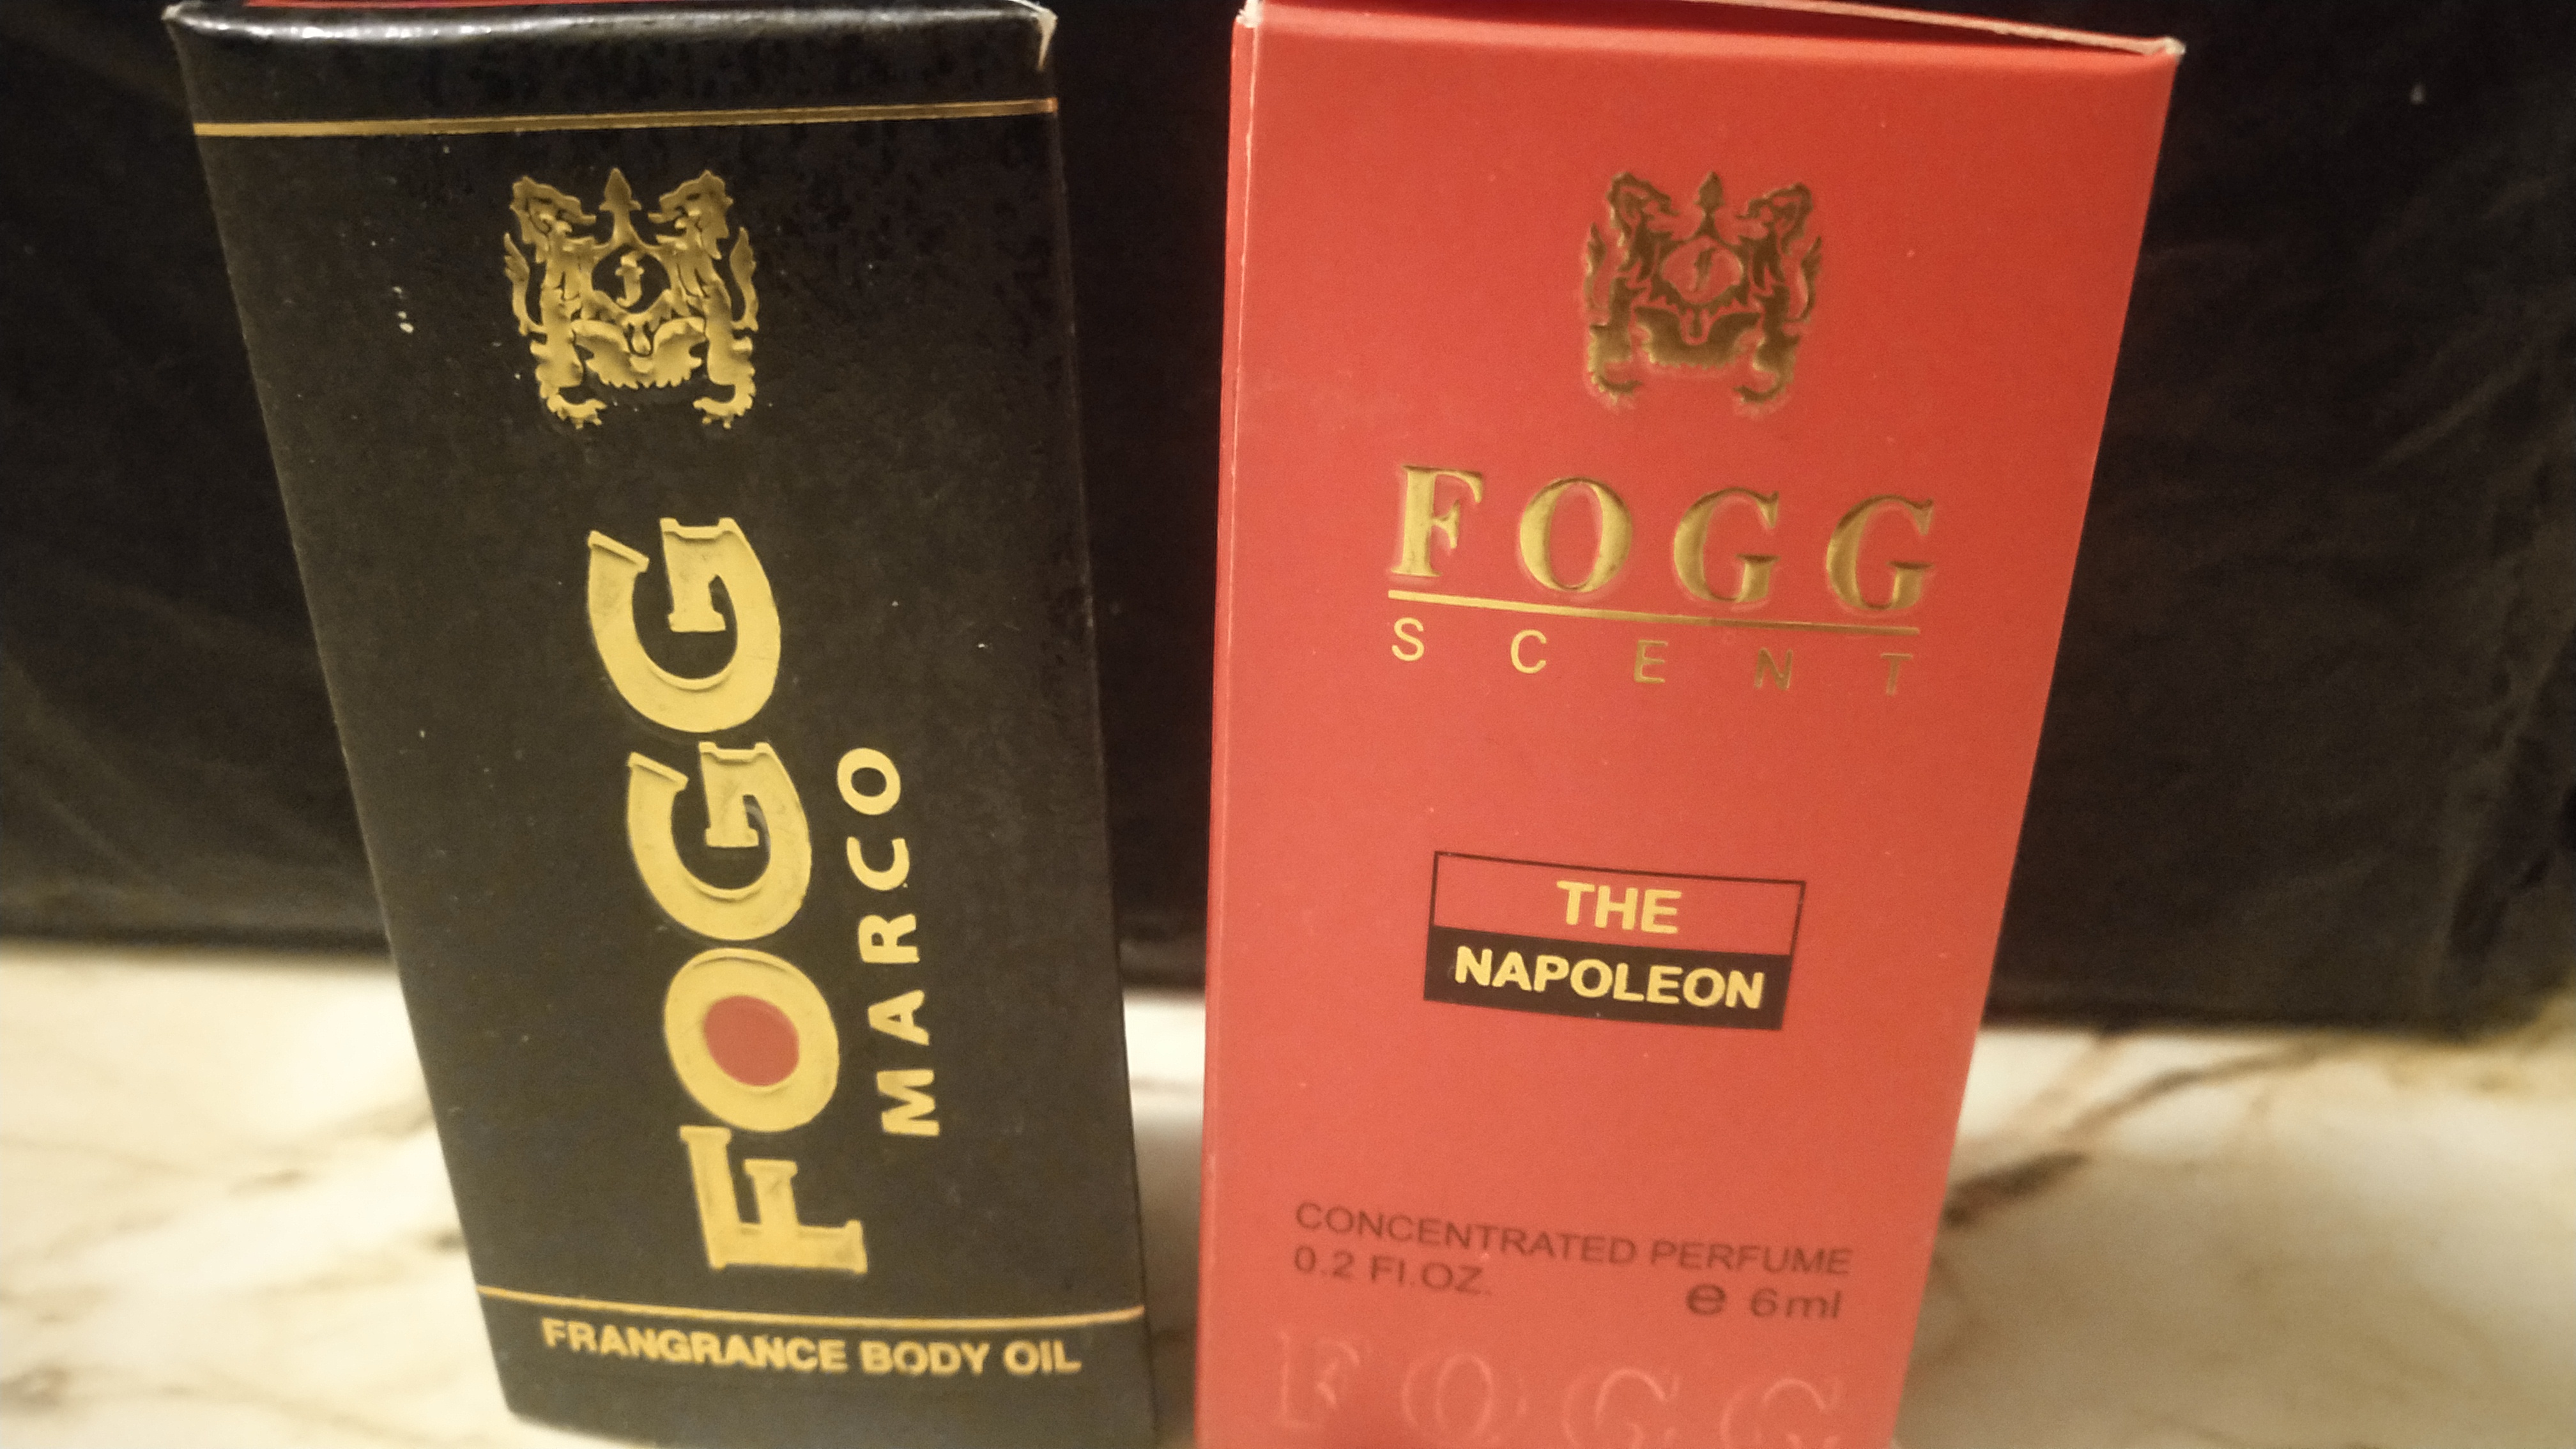 FOGG
MARCO
FRANGRANCE BODY OIL
f
FOGG
SCENT
THE
NAPOLEON
CONCENTRATED PERFUME
0.2 Fl.OZ. e 6ml
FOGG